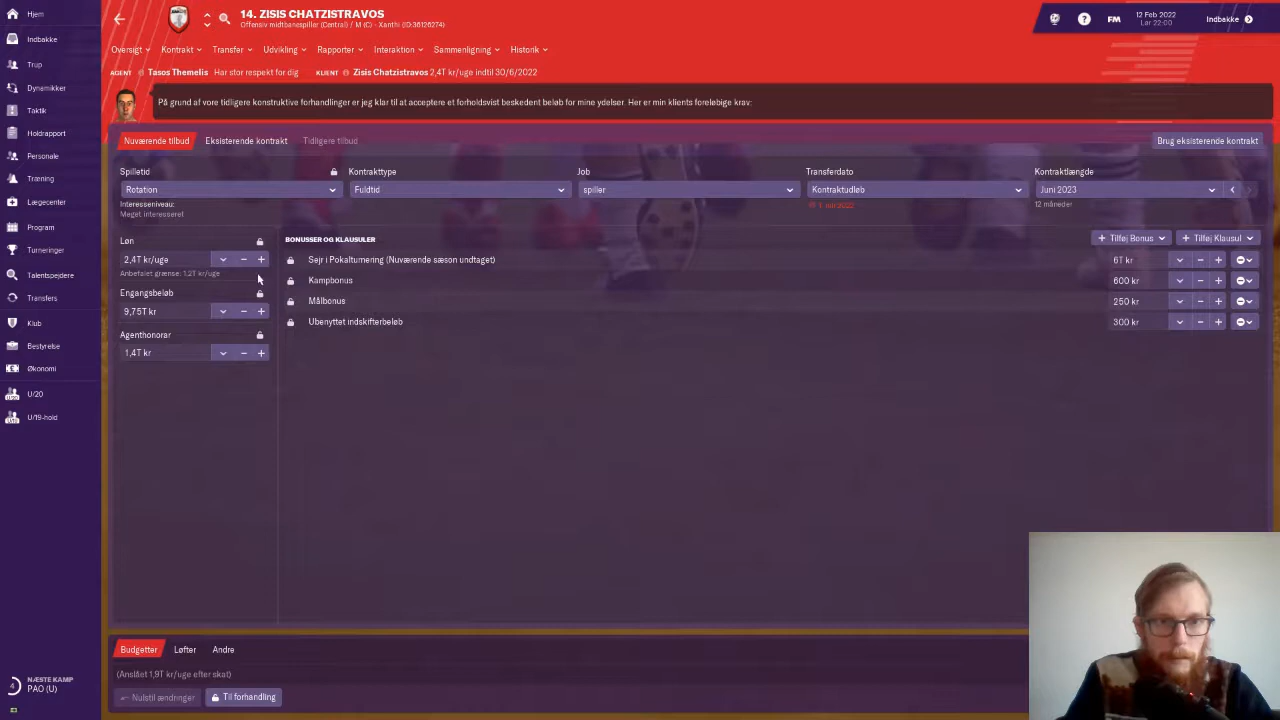 Hjem
Indbakke
Trup
Dynamikker
Taktik
Holdrapport
Personale
Træning
Lægecenter
Program
Turneringer
Talentspejdere
Transfers
Klub
Bestyrelse
Økonomi
U/20
U/19-hold
4 NÆSTE KAMP
PAO (U)
14. ZISIS CHATZISTRAVOS
Offensiv midtbanespiller (Central) / M (C) - Xanthi (ID:36126274)
FM
12 Feb 2022
Lør 22:00
Indbakke
Oversigt Kontrakt Transfer Udvikling Rapporter Interaktion Sammenligning Historik
AGENT Tasos Themelis Har stor respekt for dig KLIENT Zisis Chatzistravos 2,4T kr/uge indtil 30/6/2022
På grund af vore tidligere konstruktive forhandlinger er jeg klar til at acceptere et forholdsvist beskedent beløb for mine ydelser. Her er min klients foreløbige krav:
Nuværende tilbud Eksisterende kontrakt Tidligere tilbud Brug eksisterende kontrakt
Spilletid Kontrakttype Job Transferdato Kontraktlængde
Rotation Fuldtid spiller Kontraktudløb Juni 2023
Interesseniveau:
Meget interesseret
12 måneder
Løn
2,4T kr/uge
Anbefalet grænse: 1,2T kr/uge
Engangsbeløb
9,75T kr
Agenthonorar
1,4T kr
BONUSSER OG KLAUSULER
Tilføj Bonus Tilføj Klausul
Sejr i Pokalturnering (Nuværende sæson undtaget) 6T kr
Kampbonus 600 kr
Målbonus 250 kr
Ubenyttet indskifterbeløb 300 kr
Budgetter Løfter Andre
(Anslået 1,9T kr/uge efter skat)
Nulstil ændringer Til forhandling